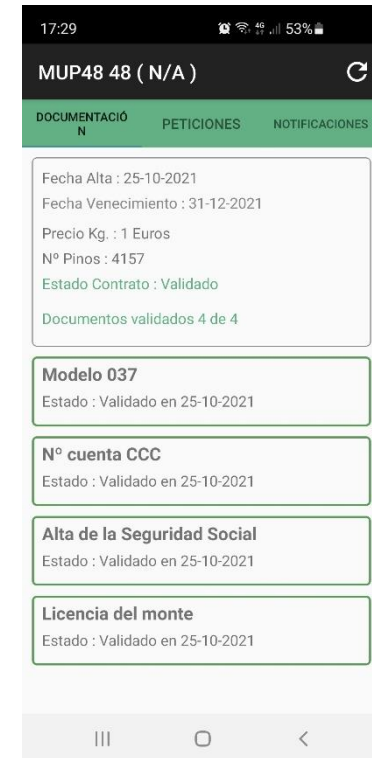 17:29
4G 53%
MUP48 48 ( N/A )
DOCUMENTACIÓ
N
PETICIONES
NOTIFICACIONES
Fecha Alta : 25-10-2021
Fecha Vencimiento : 31-12-2021
Precio Kg. : 1 Euros
Nº Pinos : 4157
Estado Contrato : Validado
Documentos validados 4 de 4
Modelo 037
Estado : Validado en 25-10-2021
Nº cuenta CCC
Estado : Validado en 25-10-2021
Alta de la Seguridad Social
Estado : Validado en 25-10-2021
Licencia del monte
Estado : Validado en 25-10-2021